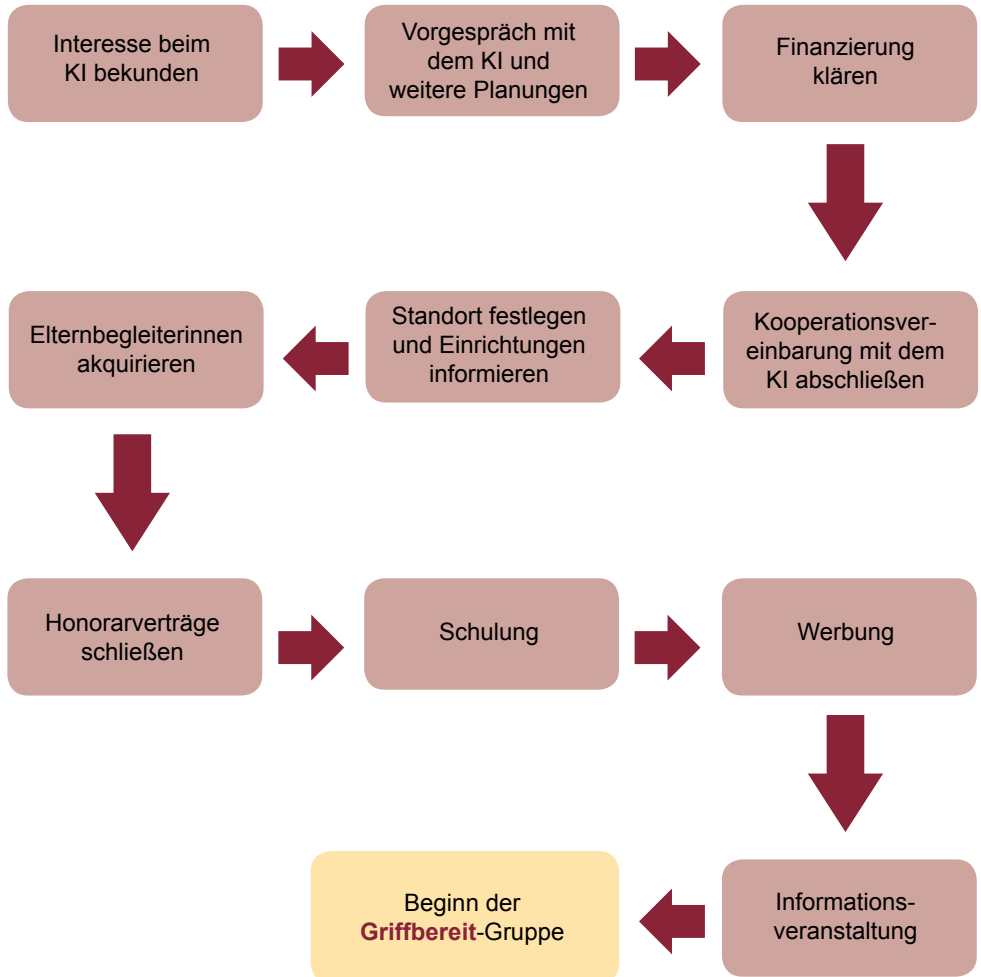 Interesse beim
KI bekunden
Vorgespräch mit
dem KI und
weitere Planungen
Finanzierung
klären
Kooperationsver-
einbarung mit dem
KI abschließen
Standort festlegen
und Einrichtungen
informieren
Elternbegleiterinnen
akquirieren
Honorarverträge
schließen
Schulung
Werbung
Informations-
veranstaltung
Beginn der
Griffbereit-Gruppe